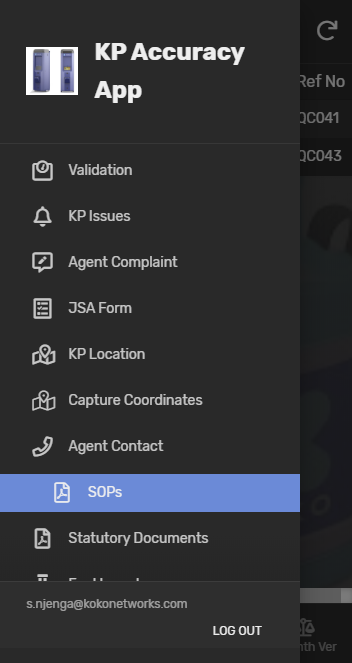 KP Accuracy
App
Ref No
Validation
QC041
QC043
KP Issues
Agent Complaint
JSA Form
KP Location
Capture Coordinates
Agent Contact
SOPs
Statutory Documents
s.njenga@kokonetworks.com
LOG OUT
nth Ver